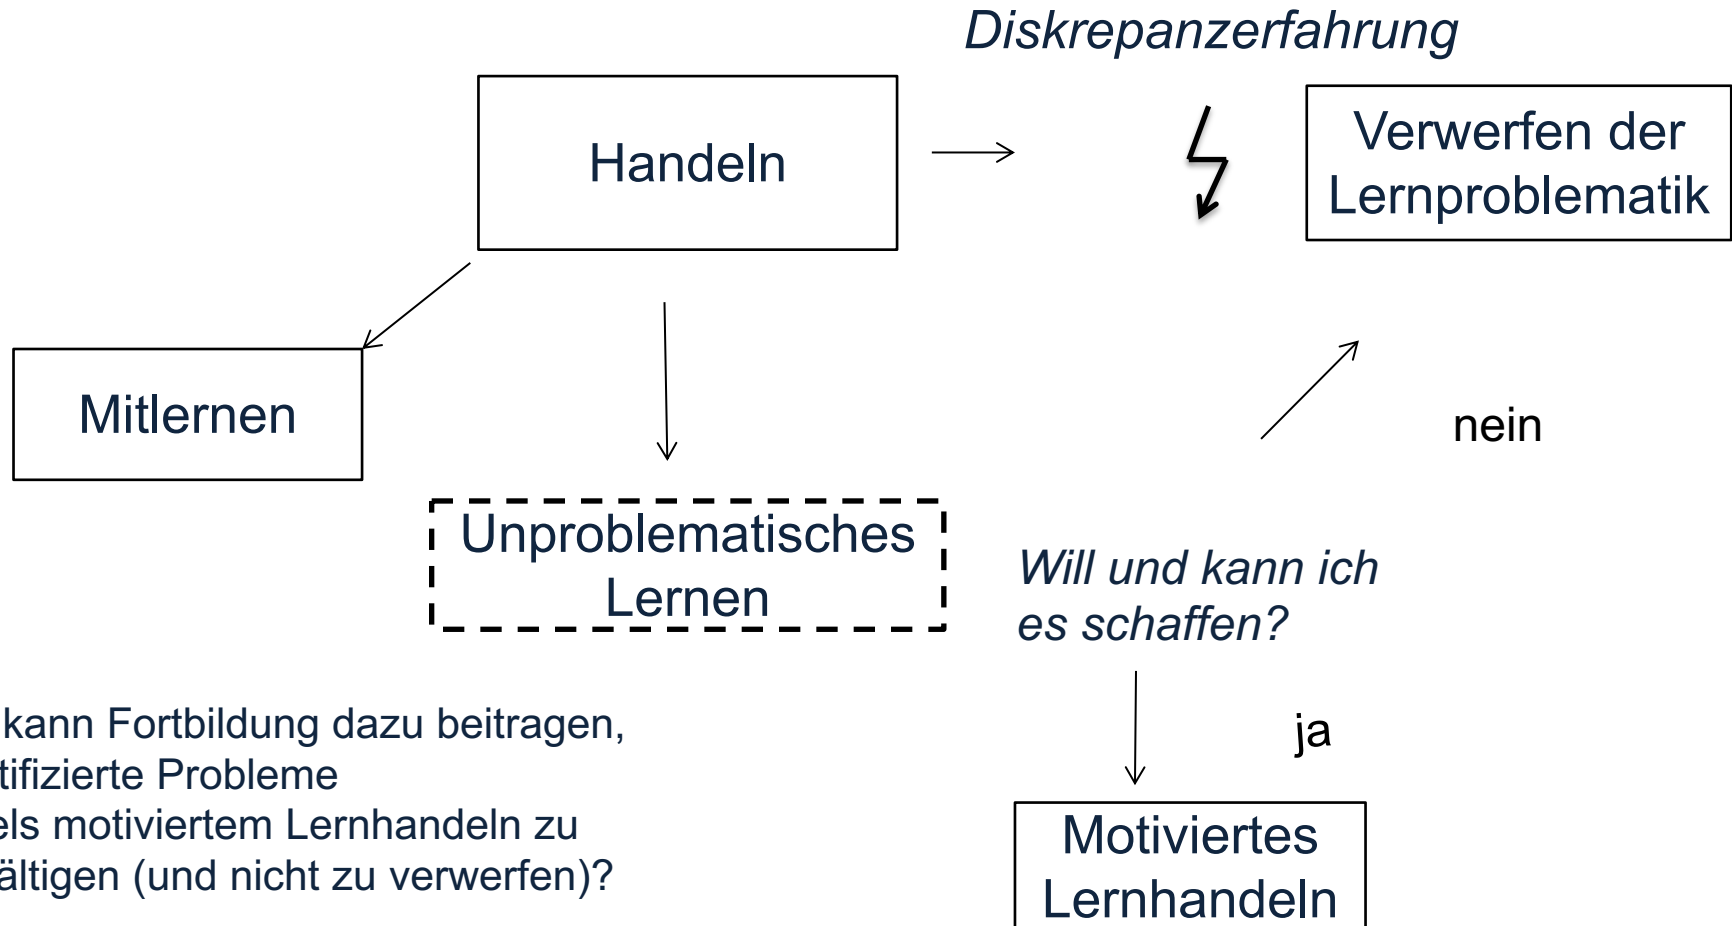 Diskrepanzerfahrung
Handeln
Verwerfen der
Lernproblematik
Mitlernen
nein
Unproblematisches
Lernen
Will und kann ich
es schaffen?
kann Fortbildung dazu beitragen,
tifizierte Probleme
els motiviertem Lernhandeln zu
ältigen (und nicht zu verwerfen)?
ja
Motiviertes
Lernhandeln